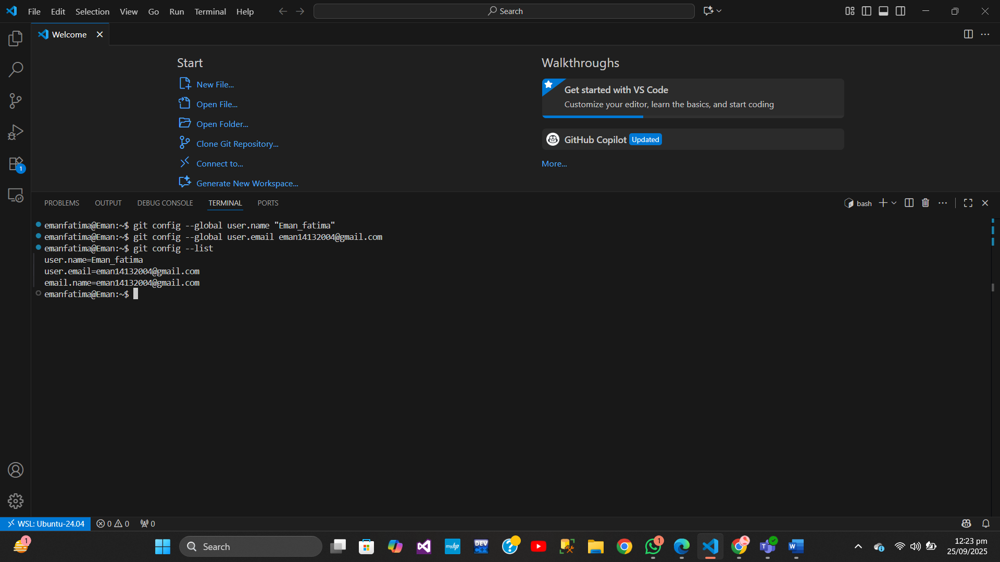 File Edit Selection View Go Run Terminal Help
Search
Welcome
Start
New File...
Open File...
Open Folder...
Clone Git Repository...
Connect to...
Generate New Workspace...
Walkthroughs
Get started with VS Code
Customize your editor, learn the basics, and start coding
GitHub Copilot Updated
More...
1
PROBLEMS OUTPUT DEBUG CONSOLE TERMINAL PORTS
bash
emanfatima@Eman:~$ git config --global user.name "Eman_fatima"
emanfatima@Eman:~$ git config --global user.email eman14132004@gmail.com
emanfatima@Eman:~$ git config --list
user.name=Eman_fatima
user.email=eman14132004@gmail.com
email.name=eman14132004@gmail.com
emanfatima@Eman:~$
WSL: Ubuntu-24.04 0 0 0
1
Search
myhp
DEV
1
12:23 pm
25/09/2025